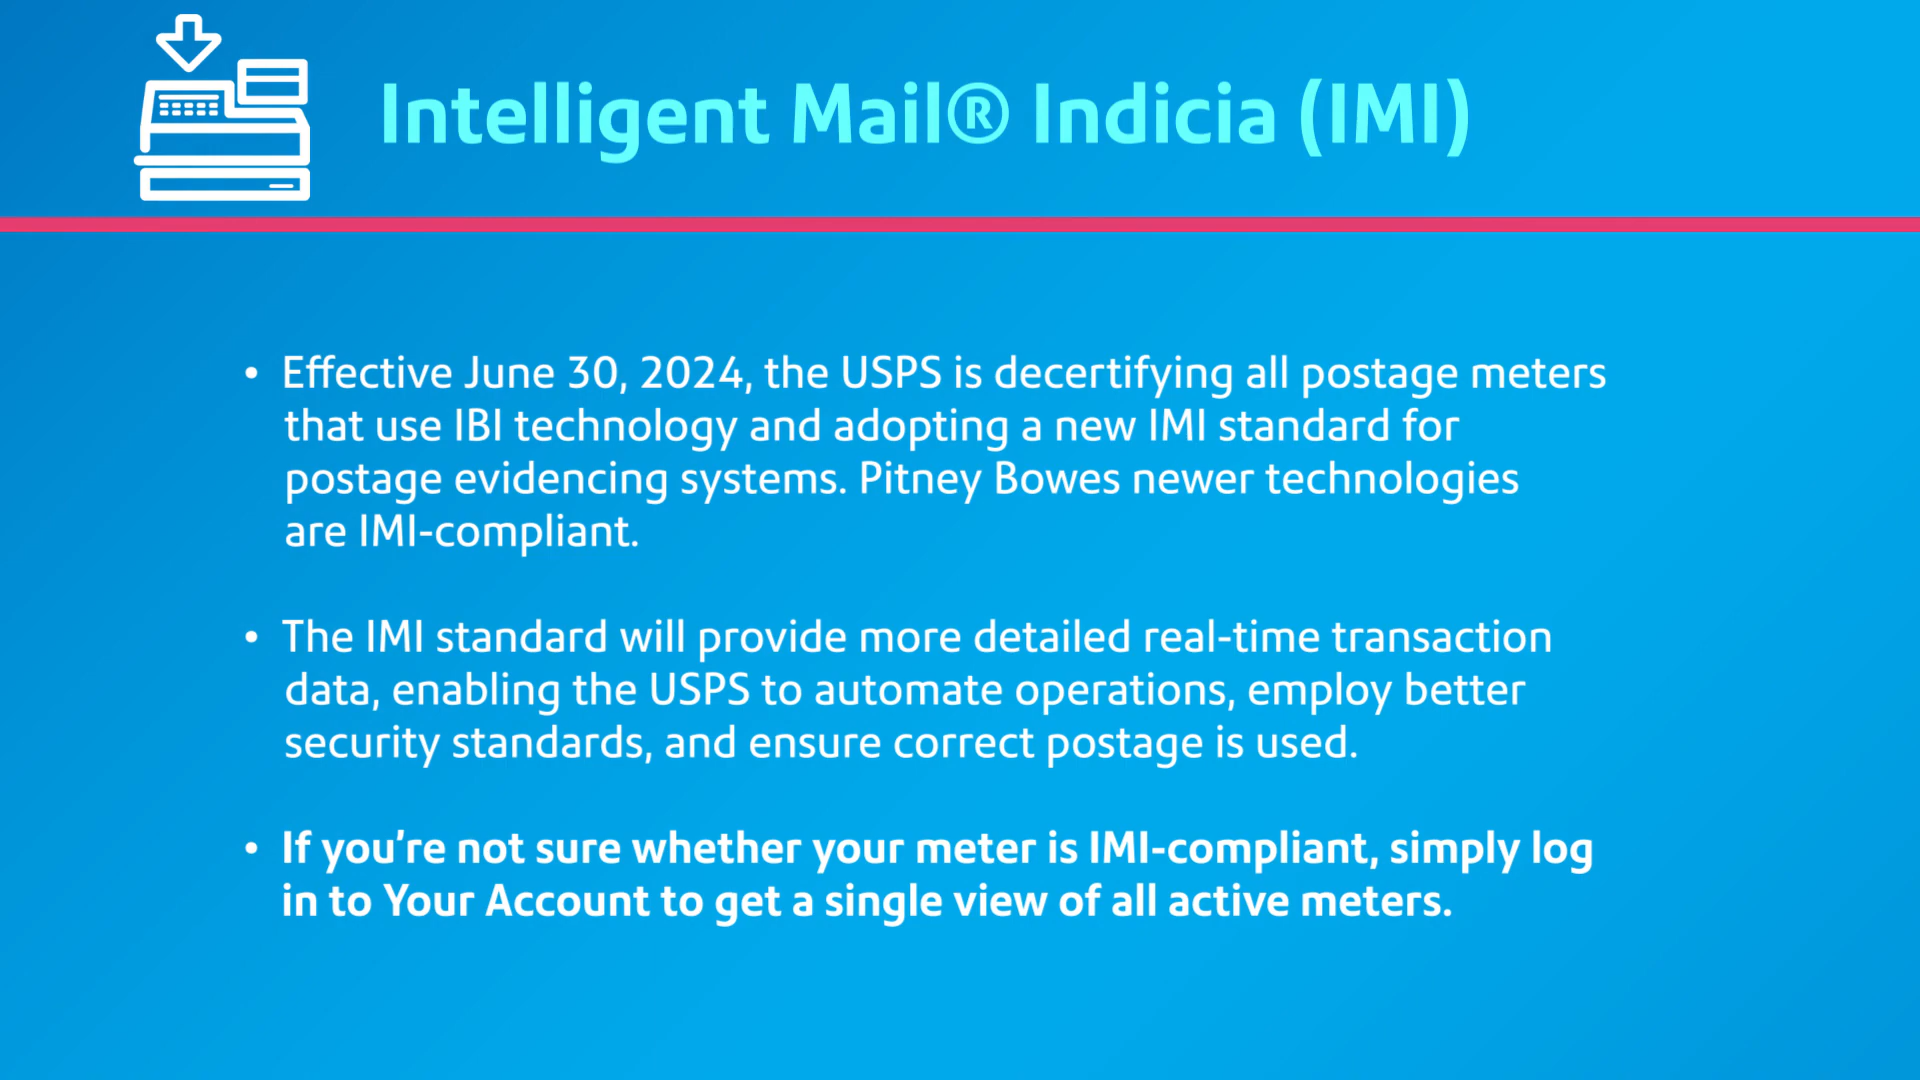 Intelligent Mail® Indicia (IMI)
• Effective June 30, 2024, the USPS is decertifying all postage meters
that use IBI technology and adopting a new IMI standard for
postage evidencing systems. Pitney Bowes newer technologies
are IMI-compliant.
• The IMI standard will provide more detailed real-time transaction
data, enabling the USPS to automate operations, employ better
security standards, and ensure correct postage is used.
• If you’re not sure whether your meter is IMI-compliant, simply log
in to Your Account to get a single view of all active meters.